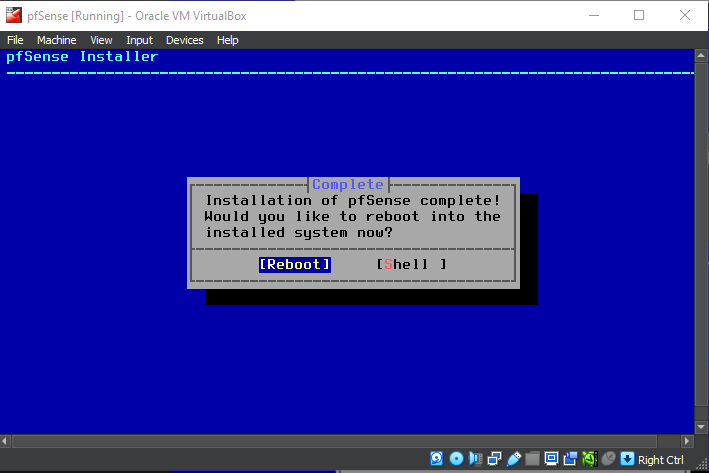 pfSense [Running] - Oracle VM VirtualBox
File Machine View Input Devices Help
pfSense Installer
Complete
Installation of pfSense complete!
Would you like to reboot into the
installed system now?
[Reboot] [Shell ]
Right Ctrl